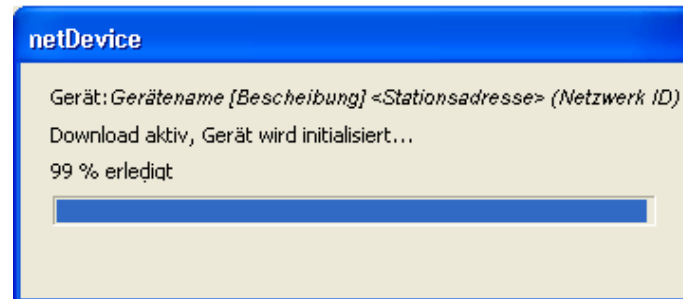 netDevice
Gerät: Gerätename [Bescheibung] <Stationsadresse> (Netzwerk ID)
Download aktiv, Gerät wird initialisiert...
99 % erledigt